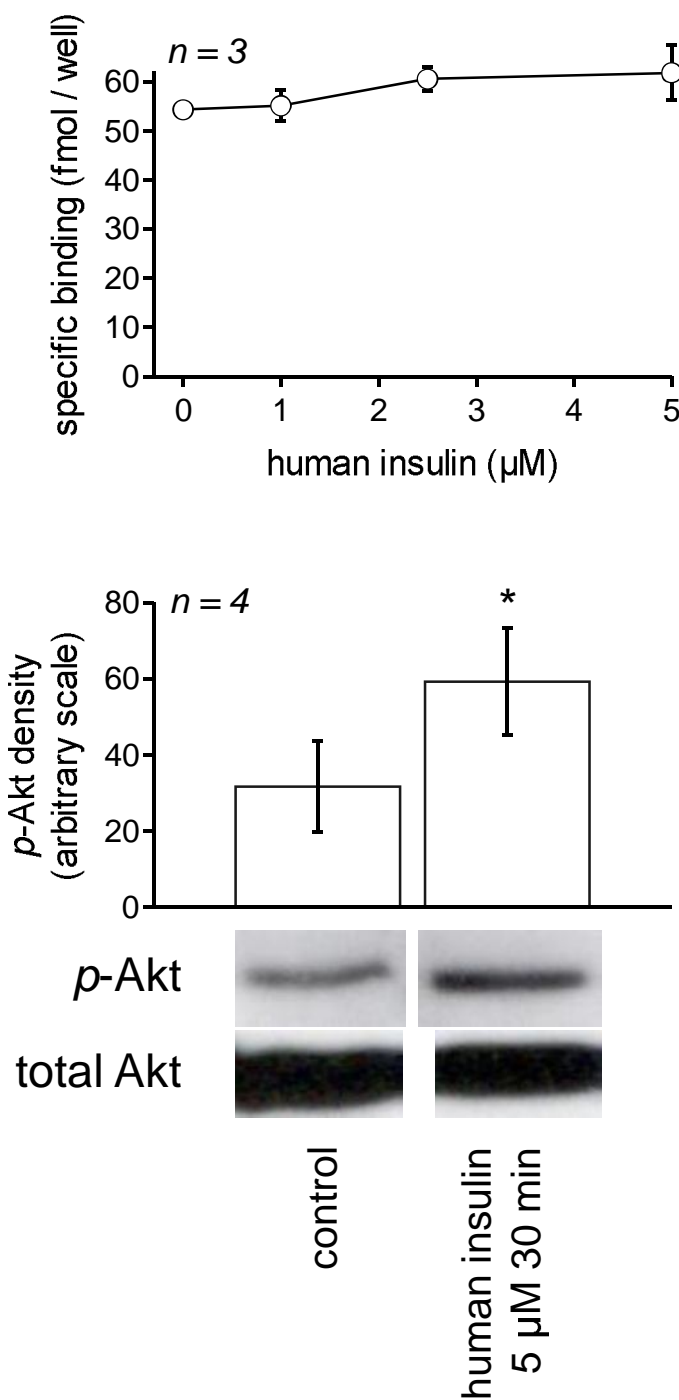 n = 3
specific binding (fmol / well)
60
50
40
30
20
10
0
0 1 2 3 4 5
human insulin (µM)
n = 4
*
p-Akt density
(arbitrary scale)
80
60
40
20
0
p-Akt
total Akt
control
human insulin
5 µM 30 min